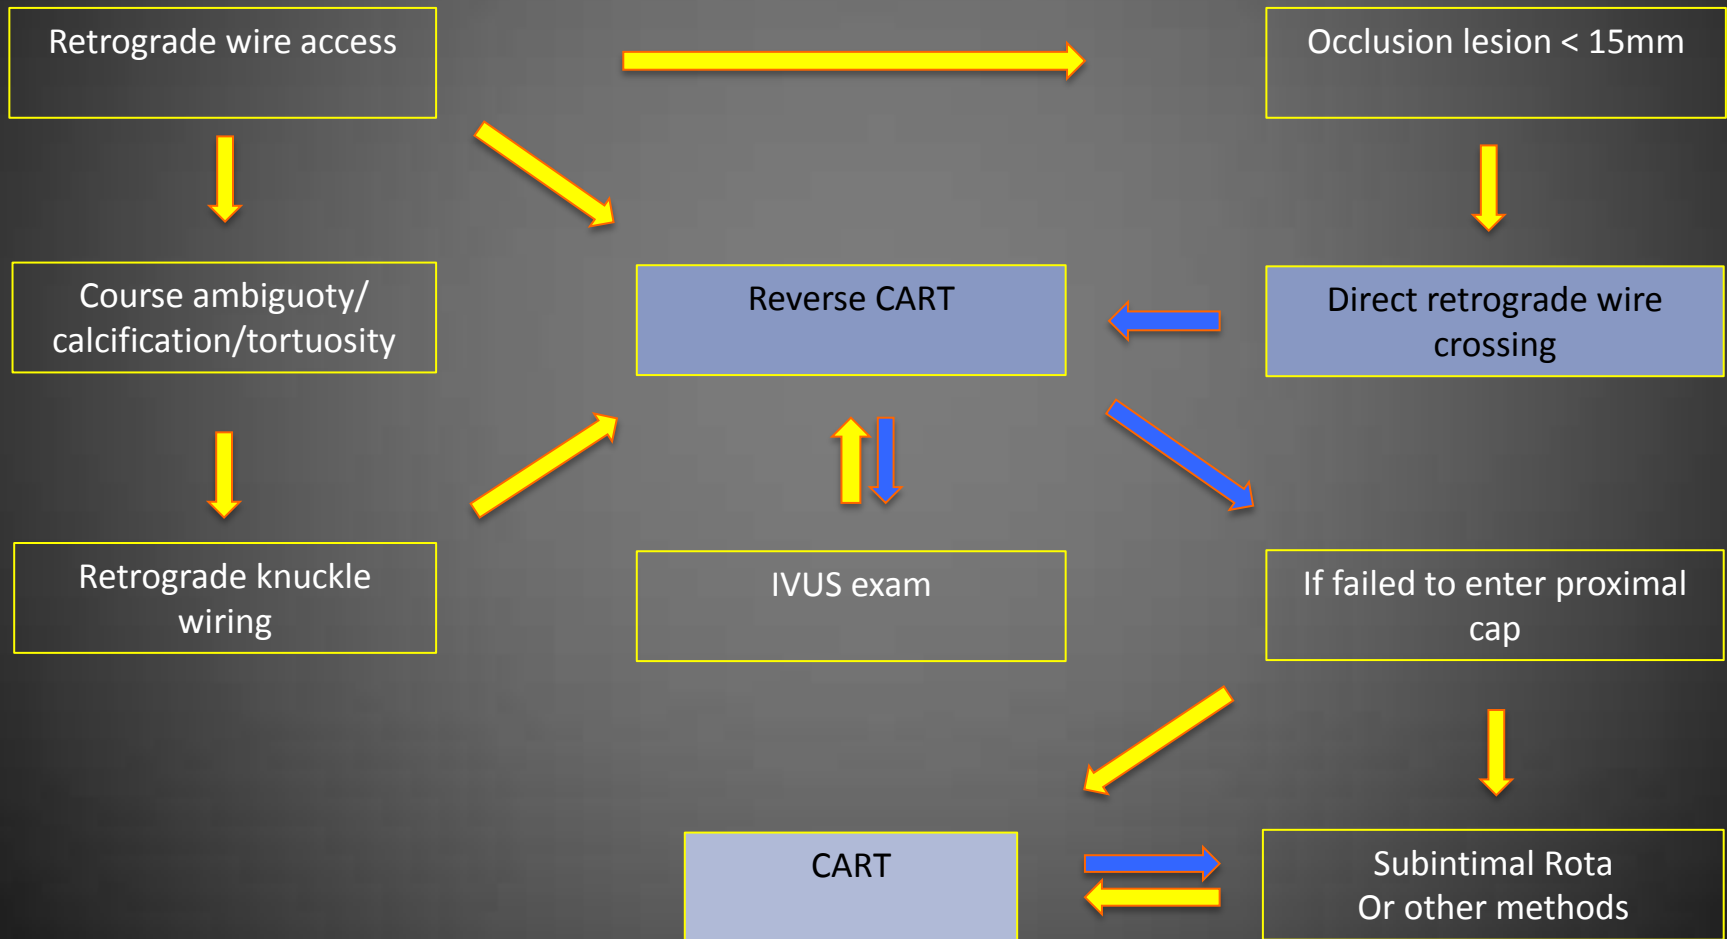 Retrograde wire access
Occlusion lesion < 15mm
Course ambiguoty/
calcification/tortuosity
Reverse CART
Direct retrograde wire
crossing
Retrograde knuckle
wiring
IVUS exam
If failed to enter proximal
cap
CART
Subintimal Rota
Or other methods